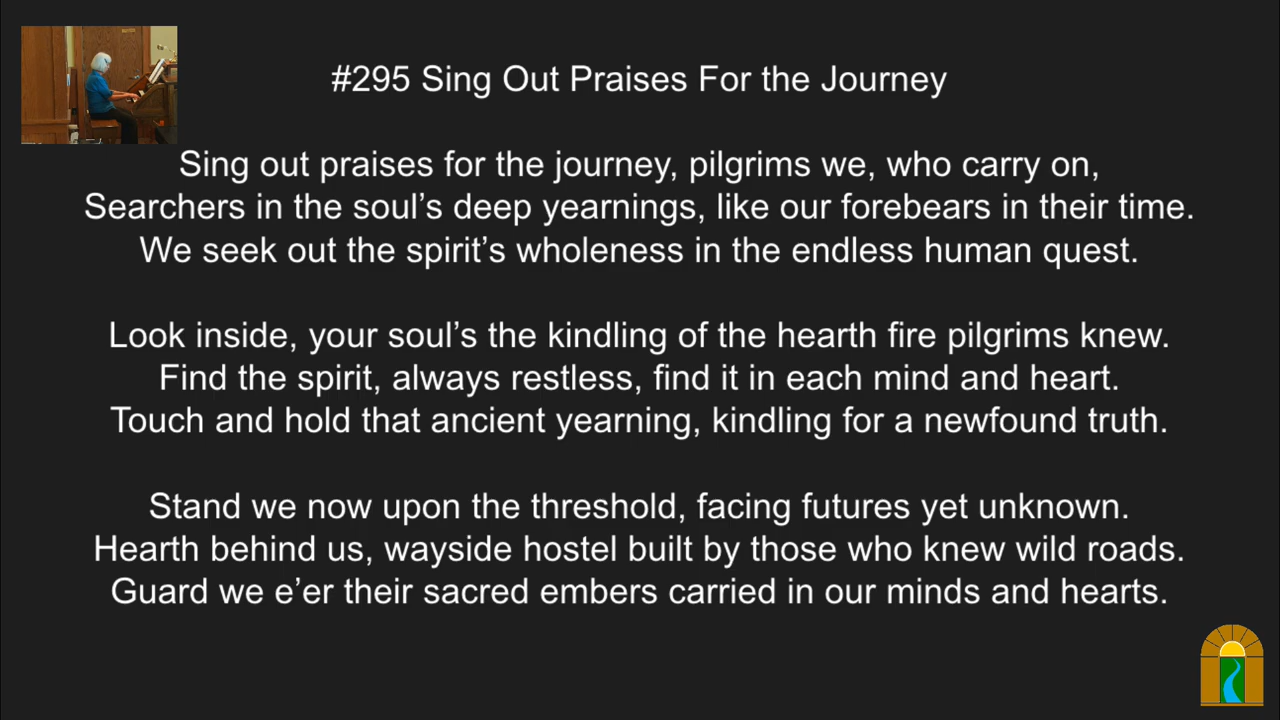 #295 Sing Out Praises For the Journey
Sing out praises for the journey, pilgrims we, who carry on,
Searchers in the soul’s deep yearnings, like our forebears in their time.
We seek out the spirit’s wholeness in the endless human quest.
Look inside, your soul’s the kindling of the hearth fire pilgrims knew.
Find the spirit, always restless, find it in each mind and heart.
Touch and hold that ancient yearning, kindling for a newfound truth.
Stand we now upon the threshold, facing futures yet unknown.
Hearth behind us, wayside hostel built by those who knew wild roads.
Guard we e’er their sacred embers carried in our minds and hearts.